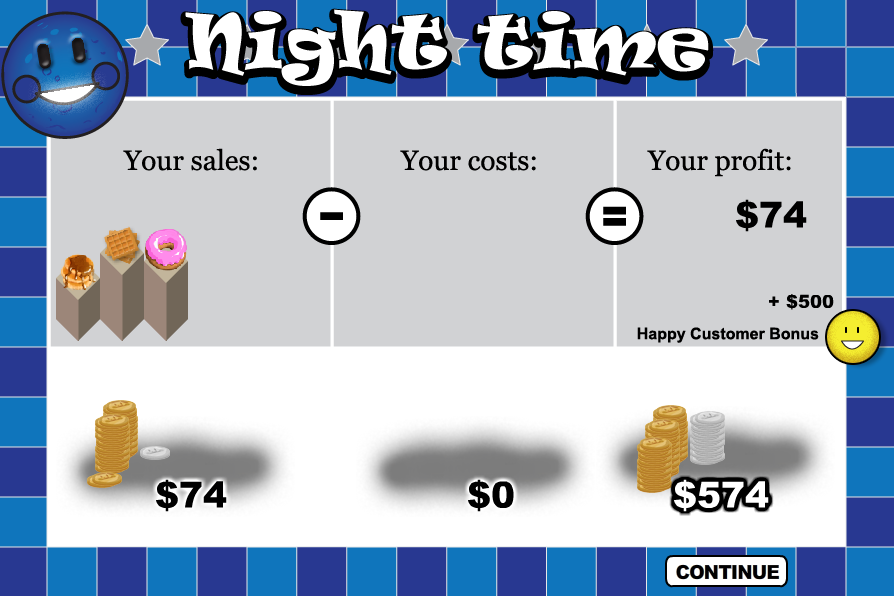 Night time
Your sales:
Your costs:
Your profit:
-
=
$74
+ $500
Happy Customer Bonus
$74
$0
$574
CONTINUE